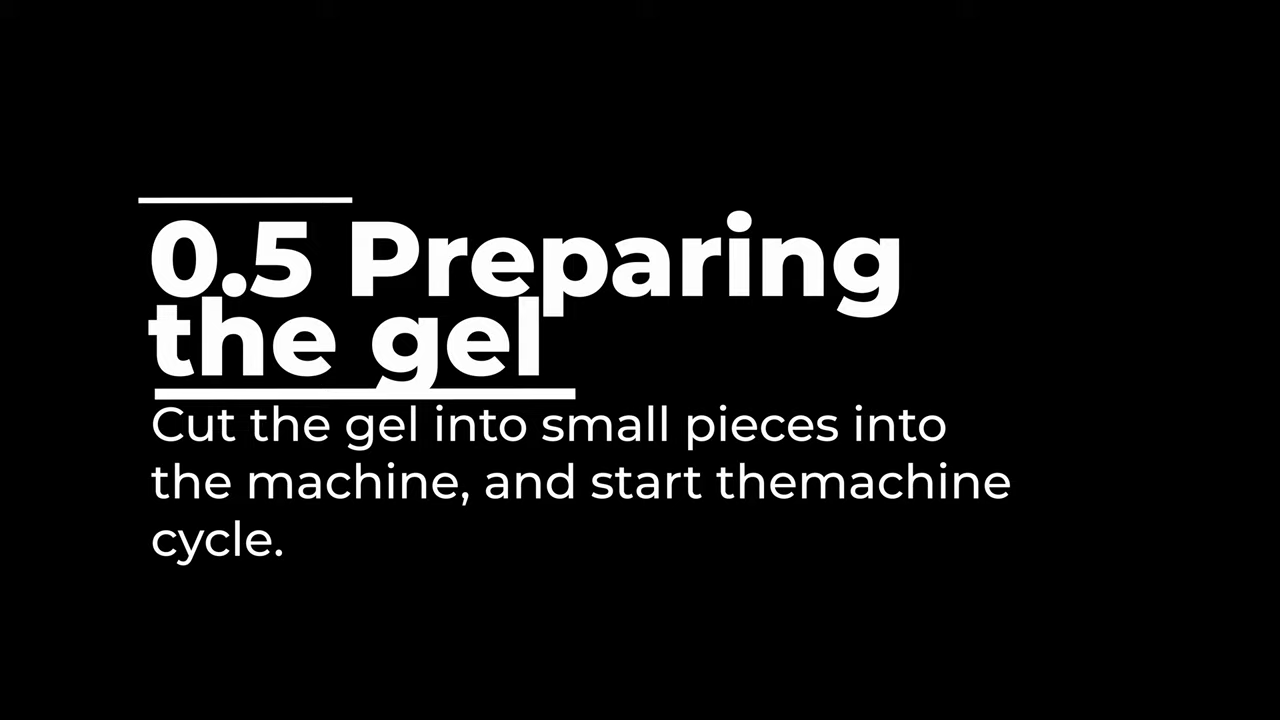 0.5 Preparing
the gel
Cut the gel into small pieces into
the machine, and start themachine
cycle.